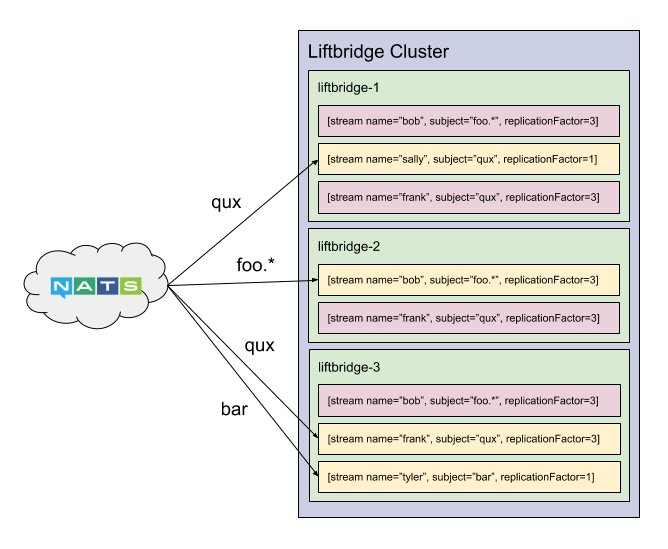 Liftbridge Cluster
liftbridge-1
[stream name="bob", subject="foo.*", replicationFactor=3]
[stream name="sally", subject="qux", replicationFactor=1]
[stream name="frank", subject="qux", replicationFactor=3]
qux
liftbridge-2
foo.*
[stream name="bob", subject="foo.*", replicationFactor=3]
NATS
[stream name="frank", subject="qux", replicationFactor=3]
qux
liftbridge-3
[stream name="bob", subject="foo.*", replicationFactor=3]
bar
[stream name="frank", subject="qux", replicationFactor=3]
[stream name="tyler", subject="bar", replicationFactor=1]